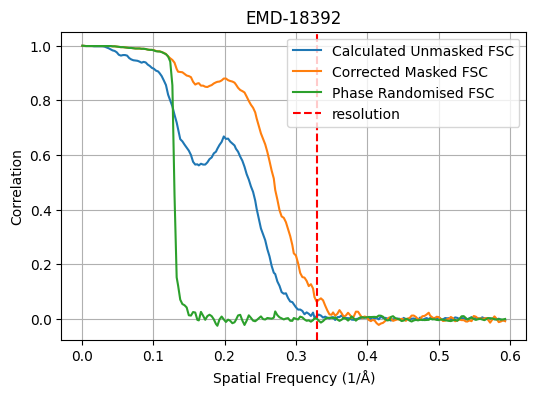 EMD-18392
Calculated Unmasked FSC
Corrected Masked FSC
Phase Randomised FSC
resolution
Correlation
1.0
0.8
0.6
0.4
0.2
0.0
0.0 0.1 0.2 0.3 0.4 0.5 0.6
Spatial Frequency (1/Å)